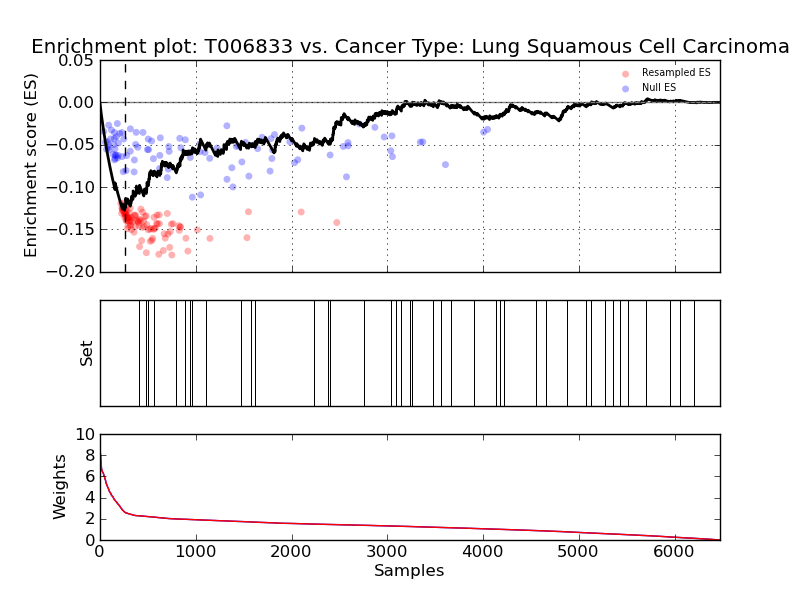 Enrichment plot: T006833 vs. Cancer Type: Lung Squamous Cell Carcinoma
0.05
0.00
−0.05
−0.10
−0.15
−0.20
Enrichment score (ES)
Resampled ES
Null ES
Set
10
8
6
4
2
0
Weights
0 1000 2000 3000 4000 5000 6000
Samples